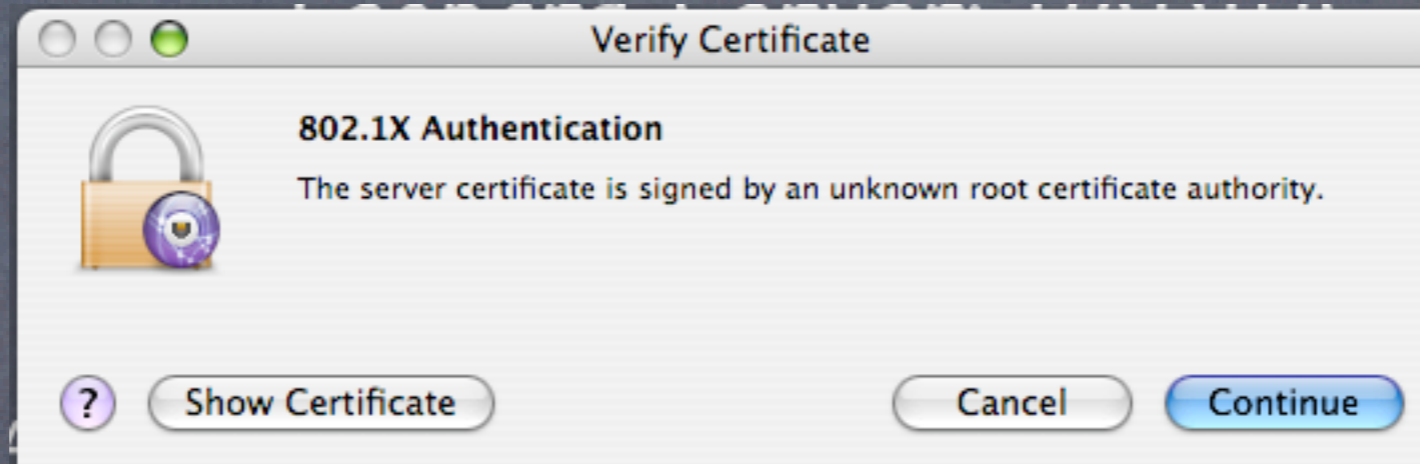 Verify Certificate
802.1X Authentication
The server certificate is signed by an unknown root certificate authority.
?
Show Certificate
Cancel
Continue